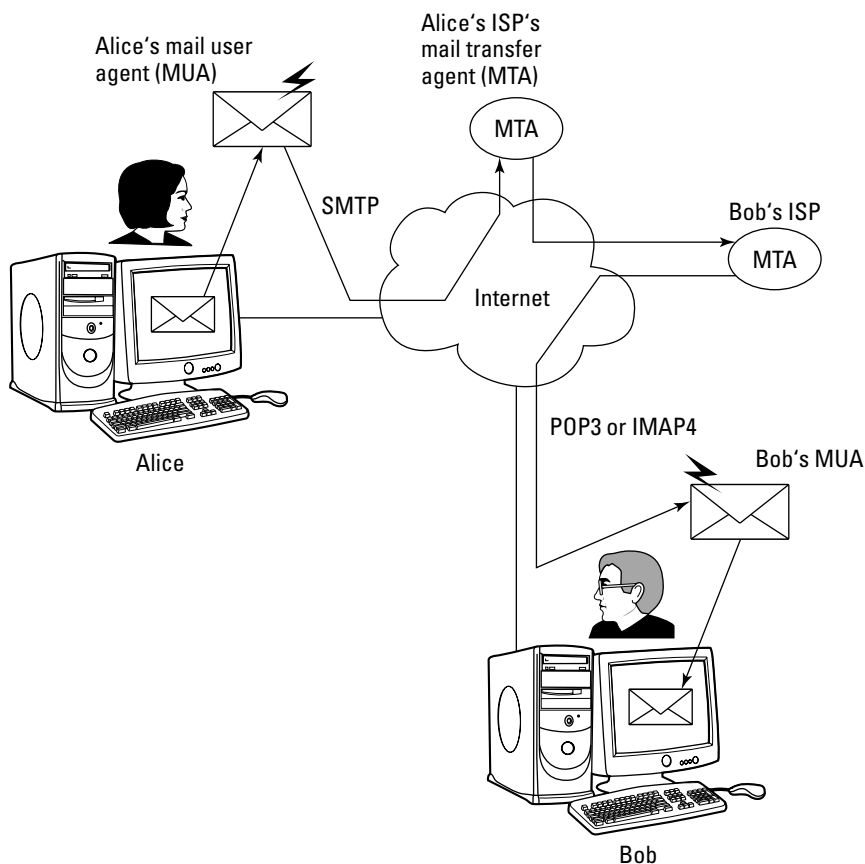 Alice‘s mail user
agent (MUA)
Alice‘s ISP‘s
mail transfer
agent (MTA)
MTA
SMTP
Bob‘s ISP
MTA
Internet
POP3 or IMAP4
Bob‘s MUA
Alice
Bob